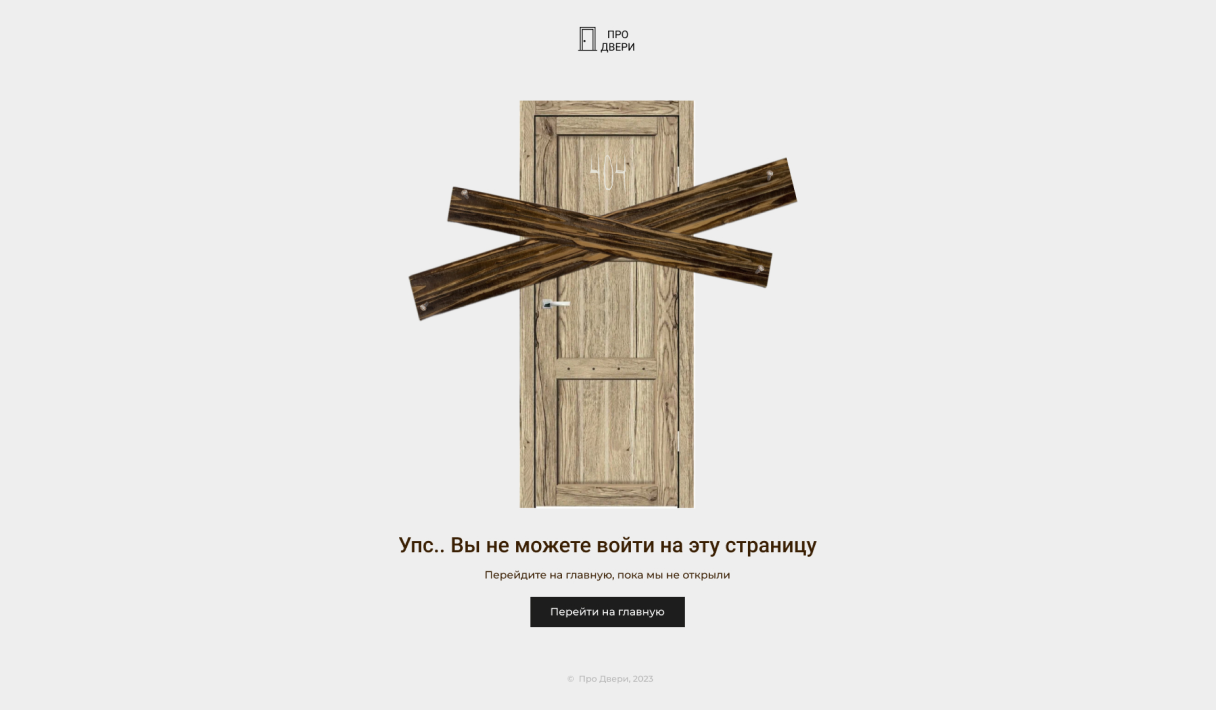 ПРО
ДВЕРИ
404
Упс.. Вы не можете войти на эту страницу
Перейдите на главную, пока мы не открыли
Перейти на главную
© Про Двери, 2023